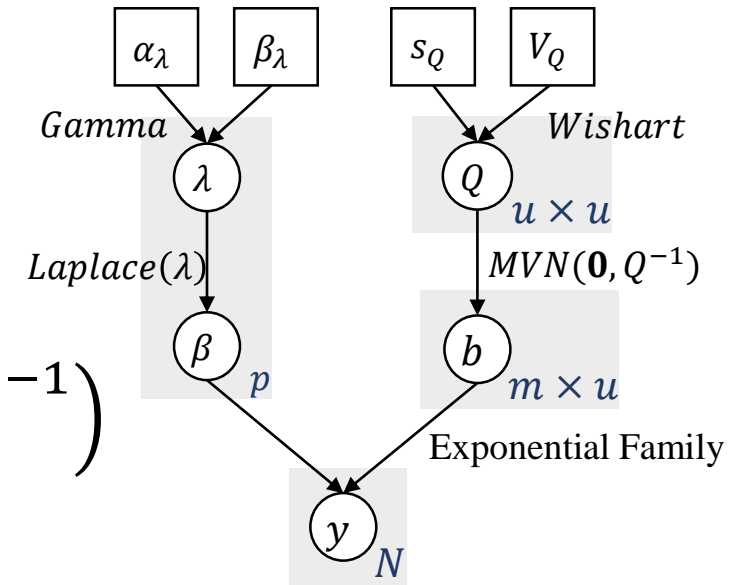 α_λ β_λ s_Q V_Q
Gamma Wishart
λ Q
u × u
Laplace(λ) MVN(𝟎, Q⁻¹)
β b
−1) p m × u
Exponential Family
y
N